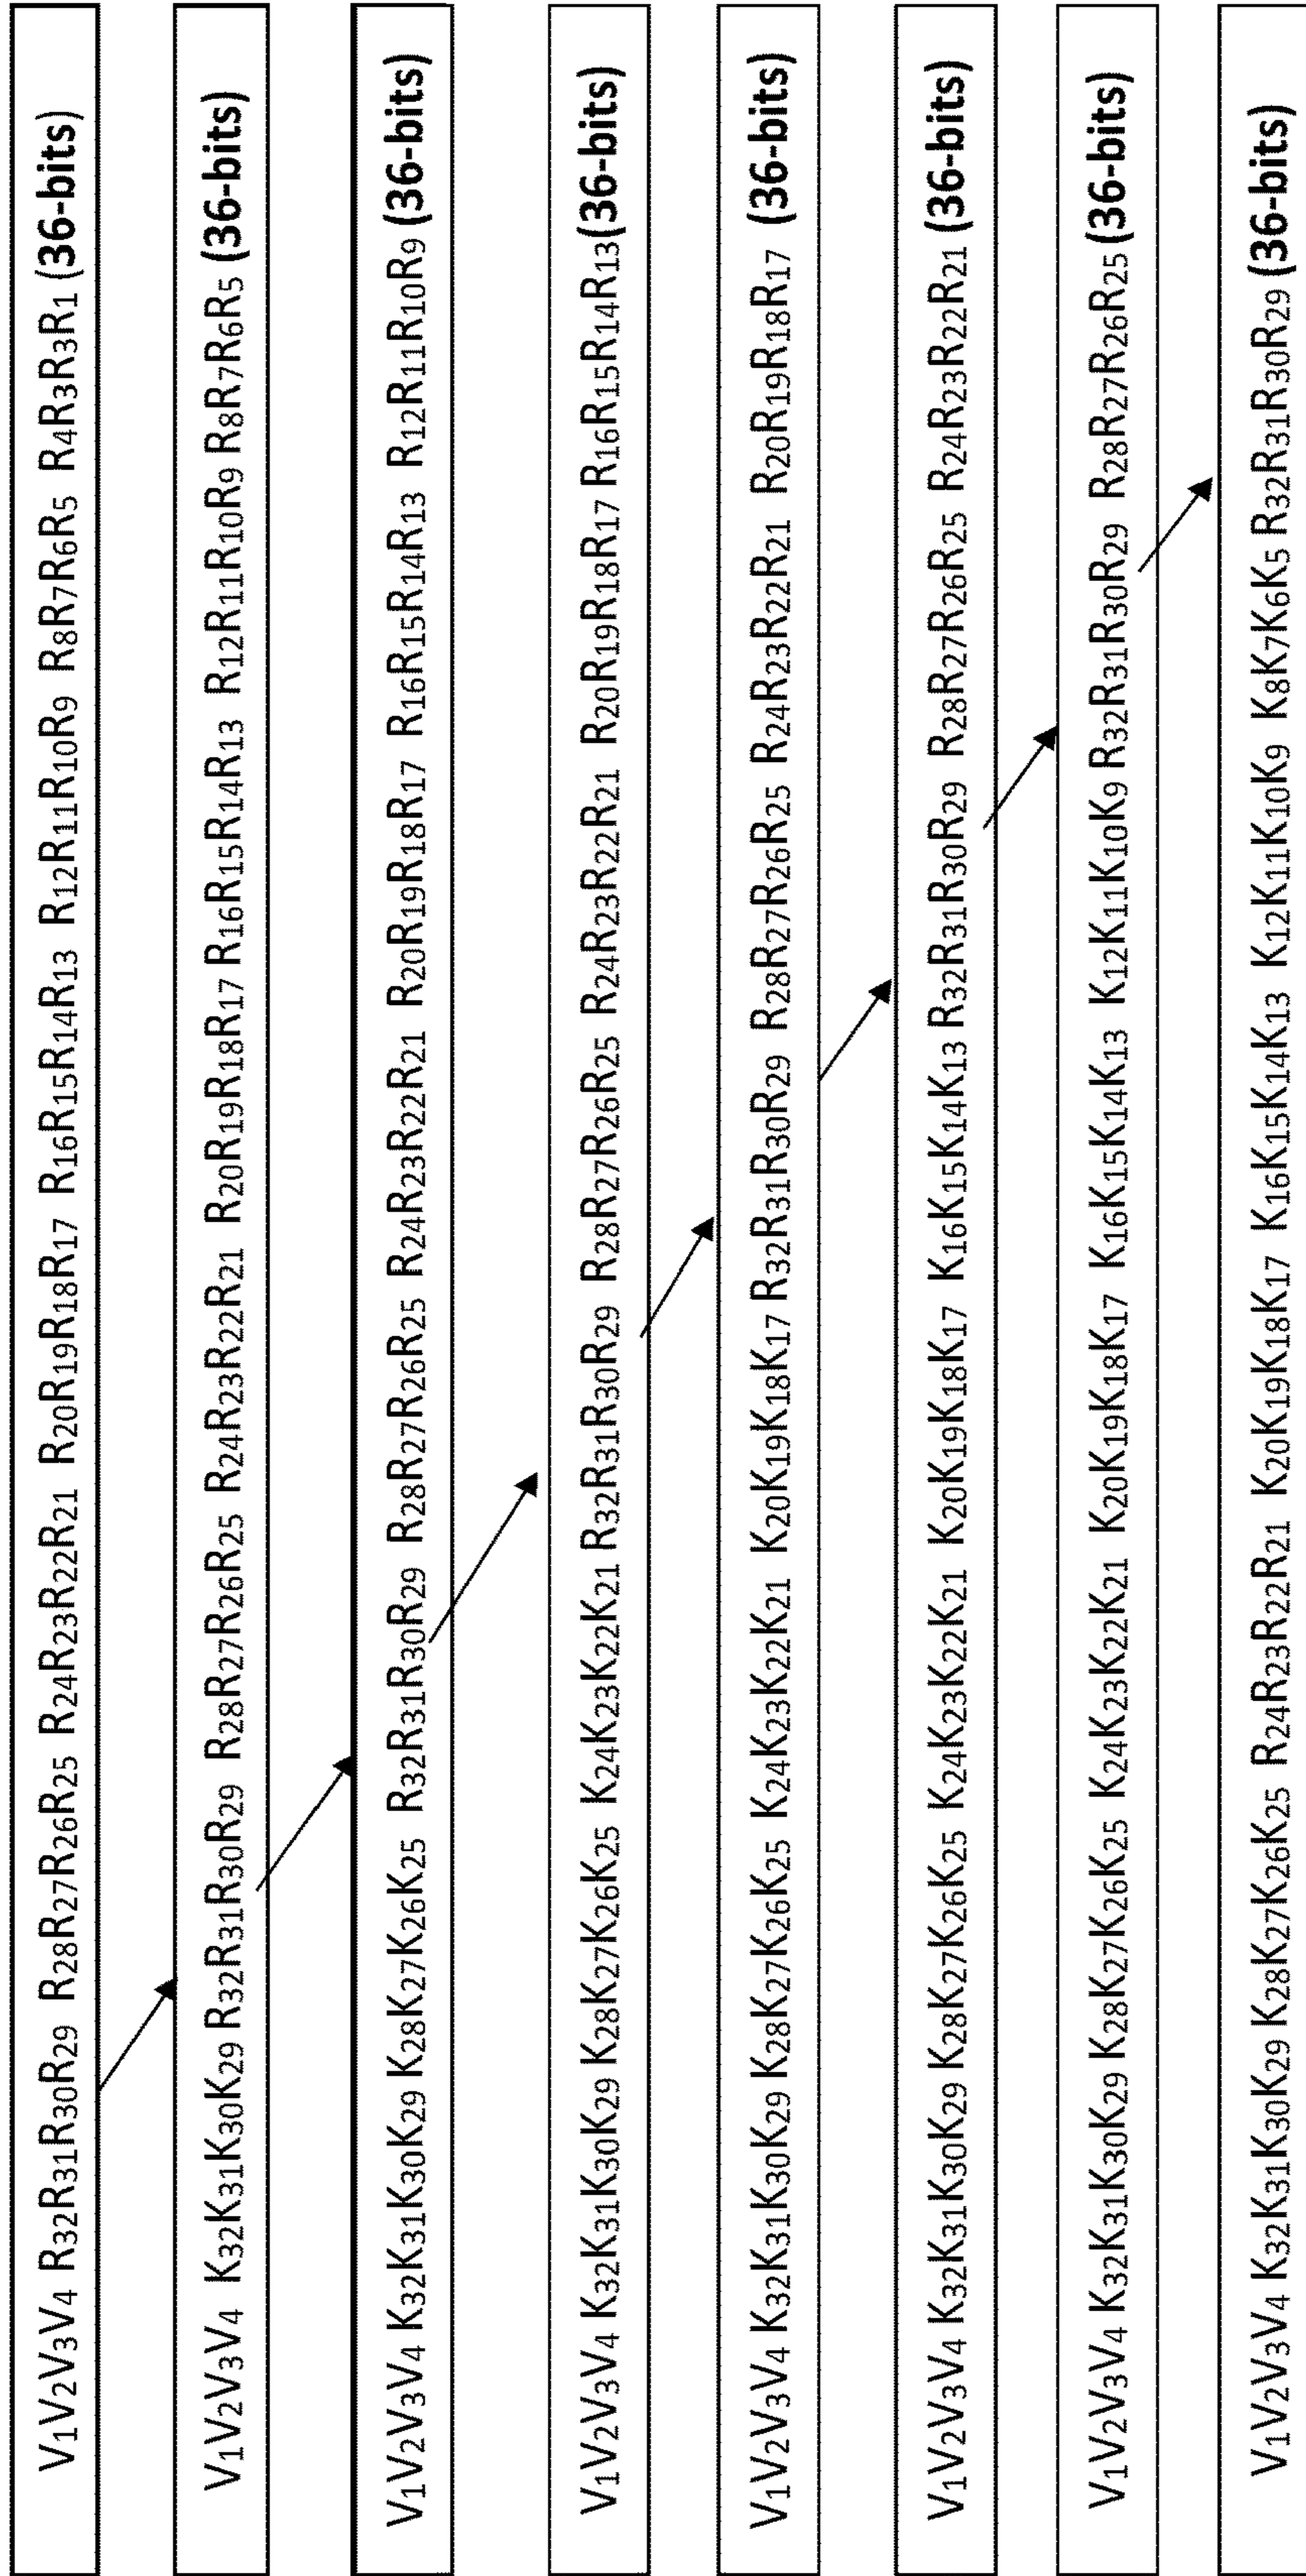 V₁V₂V₃V₄ R₃₂R₃₁R₃₀R₂₉ R₂₈R₂₇R₂₆R₂₅ R₂₄R₂₃R₂₂R₂₁ R₂₀R₁₉R₁₈R₁₇ R₁₆R₁₅R₁₄R₁₃ R₁₂R₁₁R₁₀R₉ R₈R₇R₆R₅ R₄R₃R₃R₁ (36-bits)
V₁V₂V₃V₄ K₃₂K₃₁K₃₀K₂₉ R₃₂R₃₁R₃₀R₂₉ R₂₈R₂₇R₂₆R₂₅ R₂₄R₂₃R₂₂R₂₁ R₂₀R₁₉R₁₈R₁₇ R₁₆R₁₅R₁₄R₁₃ R₁₂R₁₁R₁₀R₉ R₈R₇R₆R₅ (36-bits)
V₁V₂V₃V₄ K₃₂K₃₁K₃₀K₂₉ K₂₈K₂₇K₂₆K₂₅ R₃₂R₃₁R₃₀R₂₉ R₂₈R₂₇R₂₆R₂₅ R₂₄R₂₃R₂₂R₂₁ R₂₀R₁₉R₁₈R₁₇ R₁₆R₁₅R₁₄R₁₃ R₁₂R₁₁R₁₀R₉ (36-bits)
V₁V₂V₃V₄ K₃₂K₃₁K₃₀K₂₉ K₂₈K₂₇K₂₆K₂₅ K₂₄K₂₃K₂₂K₂₁ R₃₂R₃₁R₃₀R₂₉ R₂₈R₂₇R₂₆R₂₅ R₂₄R₂₃R₂₂R₂₁ R₂₀R₁₉R₁₈R₁₇ R₁₆R₁₅R₁₄R₁₃(36-bits)
V₁V₂V₃V₄ K₃₂K₃₁K₃₀K₂₉ K₂₈K₂₇K₂₆K₂₅ K₂₄K₂₃K₂₂K₂₁ K₂₀K₁₉K₁₈K₁₇ R₃₂R₃₁R₃₀R₂₉ R₂₈R₂₇R₂₆R₂₅ R₂₄R₂₃R₂₂R₂₁ R₂₀R₁₉R₁₈R₁₇ (36-bits)
V₁V₂V₃V₄ K₃₂K₃₁K₃₀K₂₉ K₂₈K₂₇K₂₆K₂₅ K₂₄K₂₃K₂₂K₂₁ K₂₀K₁₉K₁₈K₁₇ K₁₆K₁₅K₁₄K₁₃ R₃₂R₃₁R₃₀R₂₉ R₂₈R₂₇R₂₆R₂₅ R₂₄R₂₃R₂₂R₂₁ (36-bits)
V₁V₂V₃V₄ K₃₂K₃₁K₃₀K₂₉ K₂₈K₂₇K₂₆K₂₅ K₂₄K₂₃K₂₂K₂₁ K₂₀K₁₉K₁₈K₁₇ K₁₆K₁₅K₁₄K₁₃ K₁₂K₁₁K₁₀K₉ R₃₂R₃₁R₃₀R₂₉ R₂₈R₂₇R₂₆R₂₅ (36-bits)
V₁V₂V₃V₄ K₃₂K₃₁K₃₀K₂₉ K₂₈K₂₇K₂₆K₂₅ R₂₄R₂₃R₂₂R₂₁ K₂₀K₁₉K₁₈K₁₇ K₁₆K₁₅K₁₄K₁₃ K₁₂K₁₁K₁₀K₉ K₈K₇K₆K₅ R₃₂R₃₁R₃₀R₂₉ (36-bits)